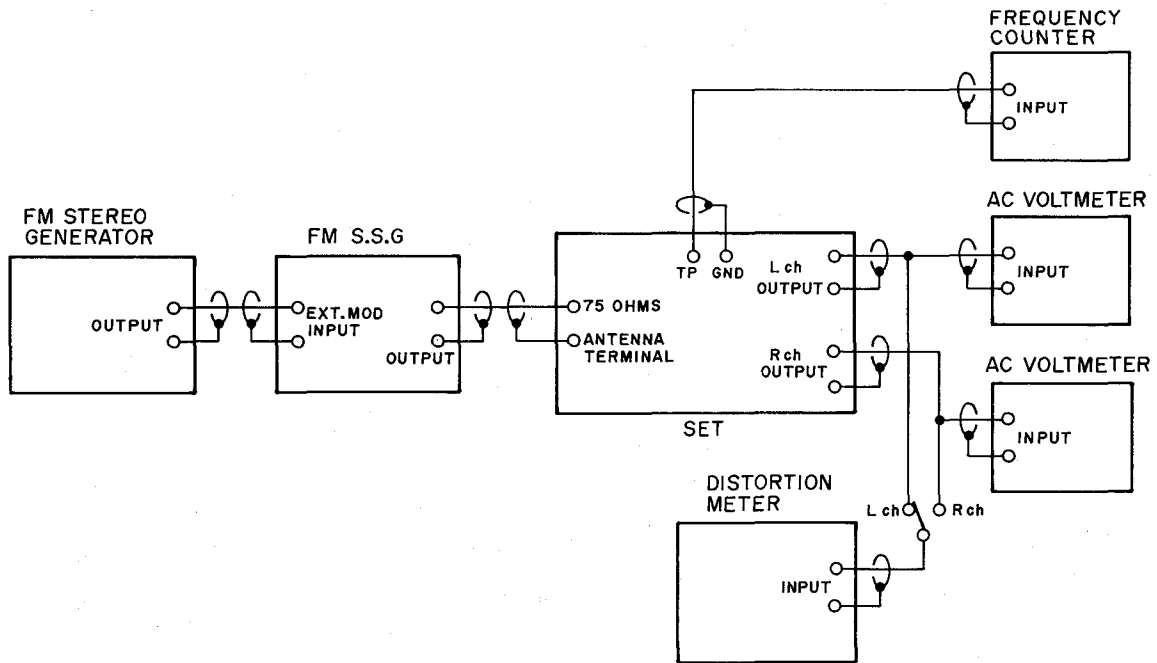 FREQUENCY
COUNTER
INPUT
FM STEREO
GENERATOR
OUTPUT
FM S.S.G
EXT.MOD
INPUT
OUTPUT
TP
GND
75 OHMS
ANTENNA
TERMINAL
L ch
OUTPUT
R ch
OUTPUT
SET
AC VOLTMETER
INPUT
AC VOLTMETER
INPUT
DISTORTION
METER
L ch
R ch
INPUT